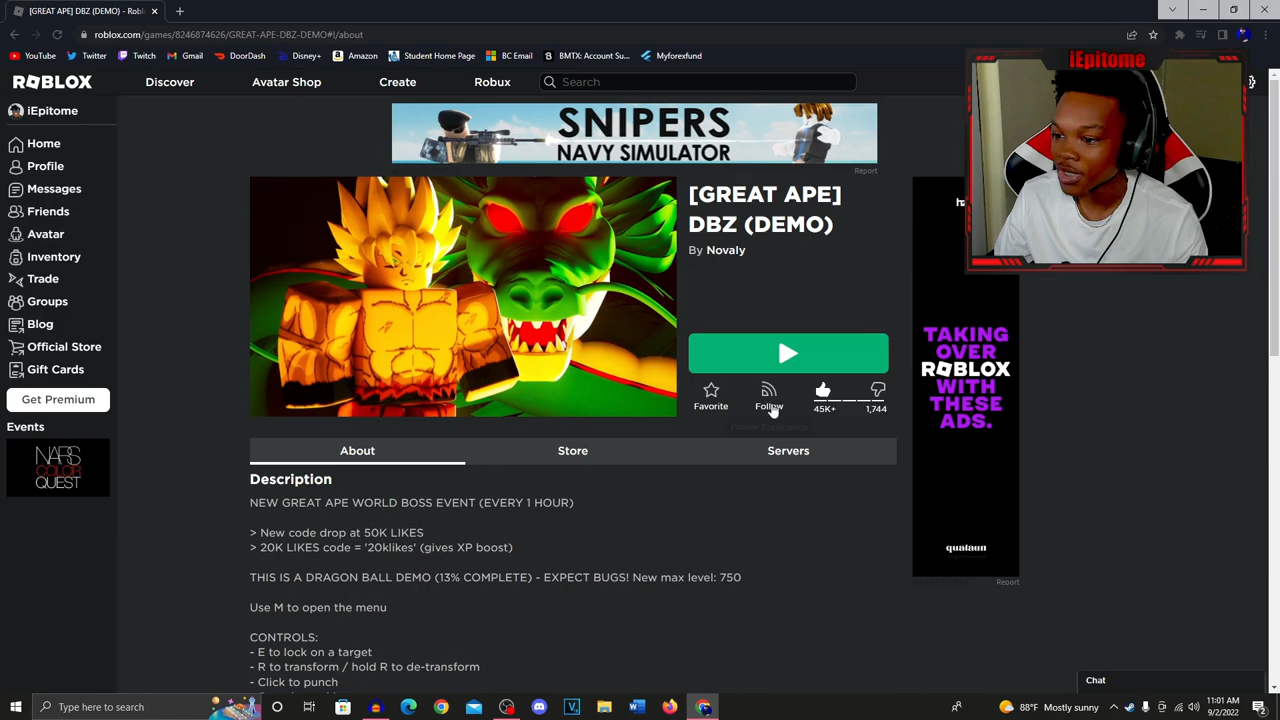 [GREAT APE] DBZ (DEMO) - Robl
roblox.com/games/8246874626/GREAT-APE-DBZ-DEMO#!/about
YouTube Twitter Twitch Gmail DoorDash Disney+ Amazon Student Home Page BC Email BMTX: Account Su... Myforexfund
iEpitome
ROBLOX Discover Avatar Shop Create Robux Search
iEpitome
Home
Profile
Messages
Friends
Avatar
Inventory
Trade
Groups
Blog
Official Store
Gift Cards
Get Premium
Events
NARS
COLOR
QUEST
SNIPERS
NAVY SIMULATOR
Report
[GREAT APE]
DBZ (DEMO)
By Novaly
Favorite
Follow
45K+
1,744
Follow Experience
TAKING
OVER
ROBLOX
WITH
THESE
ADS.
qualaun
Report
About Store Servers
Description
NEW GREAT APE WORLD BOSS EVENT (EVERY 1 HOUR)
> New code drop at 50K LIKES
> 20K LIKES code = '20klikes' (gives XP boost)
THIS IS A DRAGON BALL DEMO (13% COMPLETE) - EXPECT BUGS! New max level: 750
Use M to open the menu
CONTROLS:
- E to lock on a target
- R to transform / hold R to de-transform
- Click to punch
Chat
Type here to search
88°F Mostly sunny
11:01 AM
9/2/2022